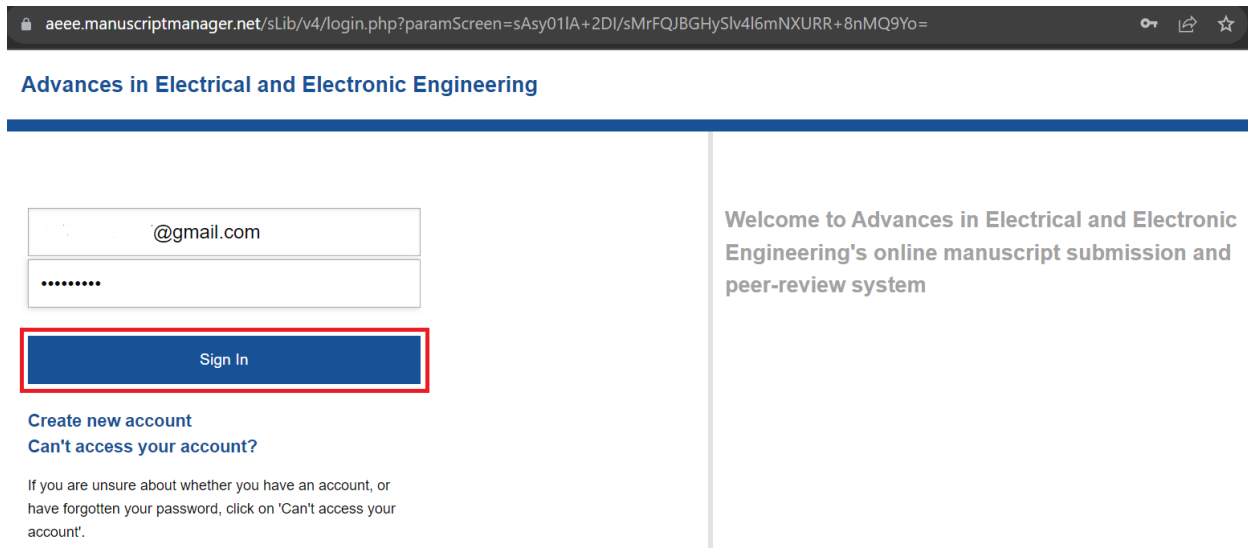 aeee.manuscriptmanager.net/sLib/v4/login.php?paramScreen=sAsy01lA+2DI/sMrFQJBGHySlv4l6mNXURR+8nMQ9Yo=
Advances in Electrical and Electronic Engineering
@gmail.com
•••••••••
Sign In
Create new account
Can't access your account?
If you are unsure about whether you have an account, or
have forgotten your password, click on 'Can't access your
account'.
Welcome to Advances in Electrical and Electronic
Engineering's online manuscript submission and
peer-review system